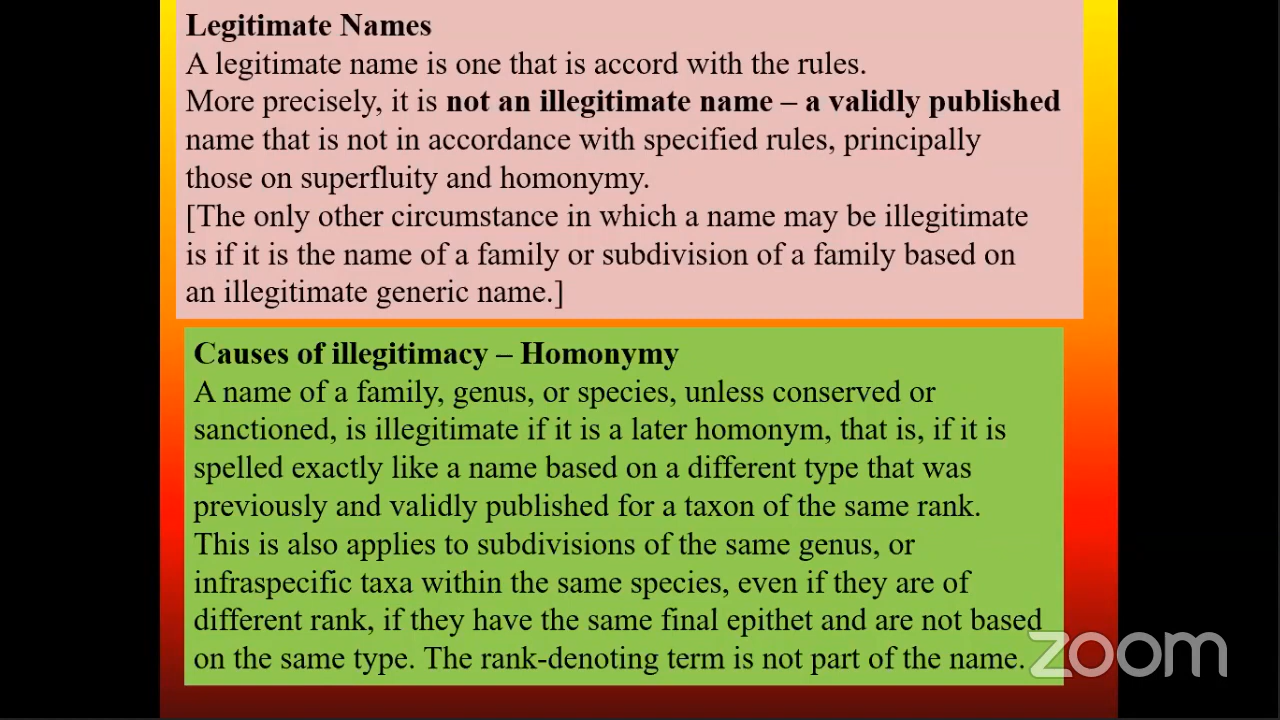 Legitimate Names
A legitimate name is one that is accord with the rules.
More precisely, it is not an illegitimate name – a validly published
name that is not in accordance with specified rules, principally
those on superfluity and homonymy.
[The only other circumstance in which a name may be illegitimate
is if it is the name of a family or subdivision of a family based on
an illegitimate generic name.]
Causes of illegitimacy – Homonymy
A name of a family, genus, or species, unless conserved or
sanctioned, is illegitimate if it is a later homonym, that is, if it is
spelled exactly like a name based on a different type that was
previously and validly published for a taxon of the same rank.
This is also applies to subdivisions of the same genus, or
infraspecific taxa within the same species, even if they are of
different rank, if they have the same final epithet and are not based
on the same type. The rank-denoting term is not part of the name.
zoom